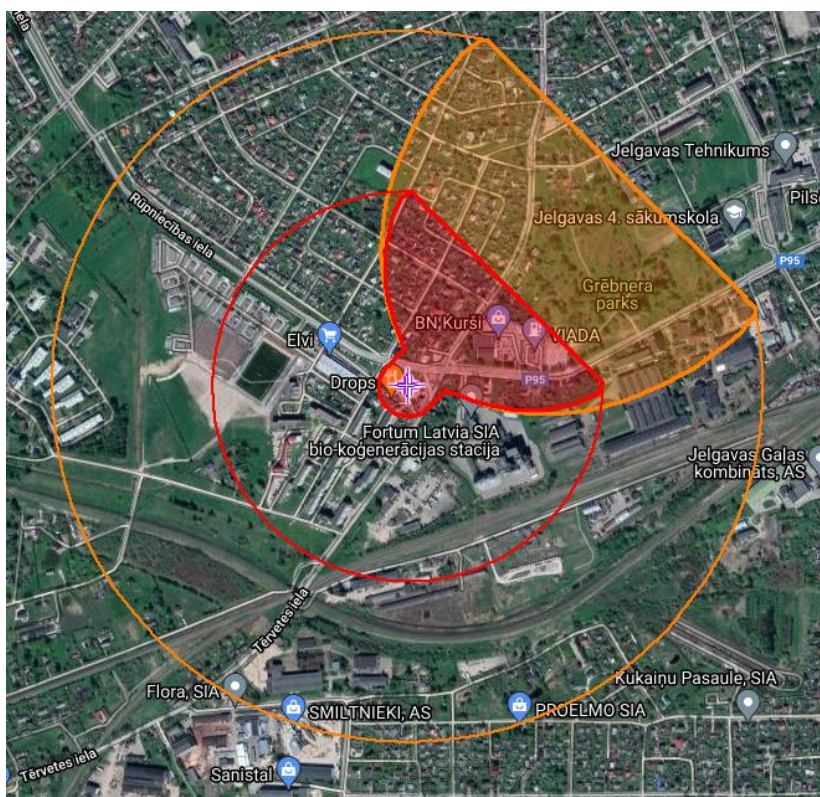 iela
Jelgavas Tehnikums
Pilsē
Rūpniecības iela
Jelgavas 4. sākumskola
P95
Grēbnera
parks
BN Kurši
VIADA
Elvi
Drops
P95
Fortum Latvia SIA
bio-koģenerācijas stacija
Jelgavas Gaļas
kombināts, AS
Tērvetes iela
Flora, SIA
Kukaiņu Pasaule, SIA
SMILTNIEKI, AS
PROELMO SIA
Tērvetes iela
Sanistal